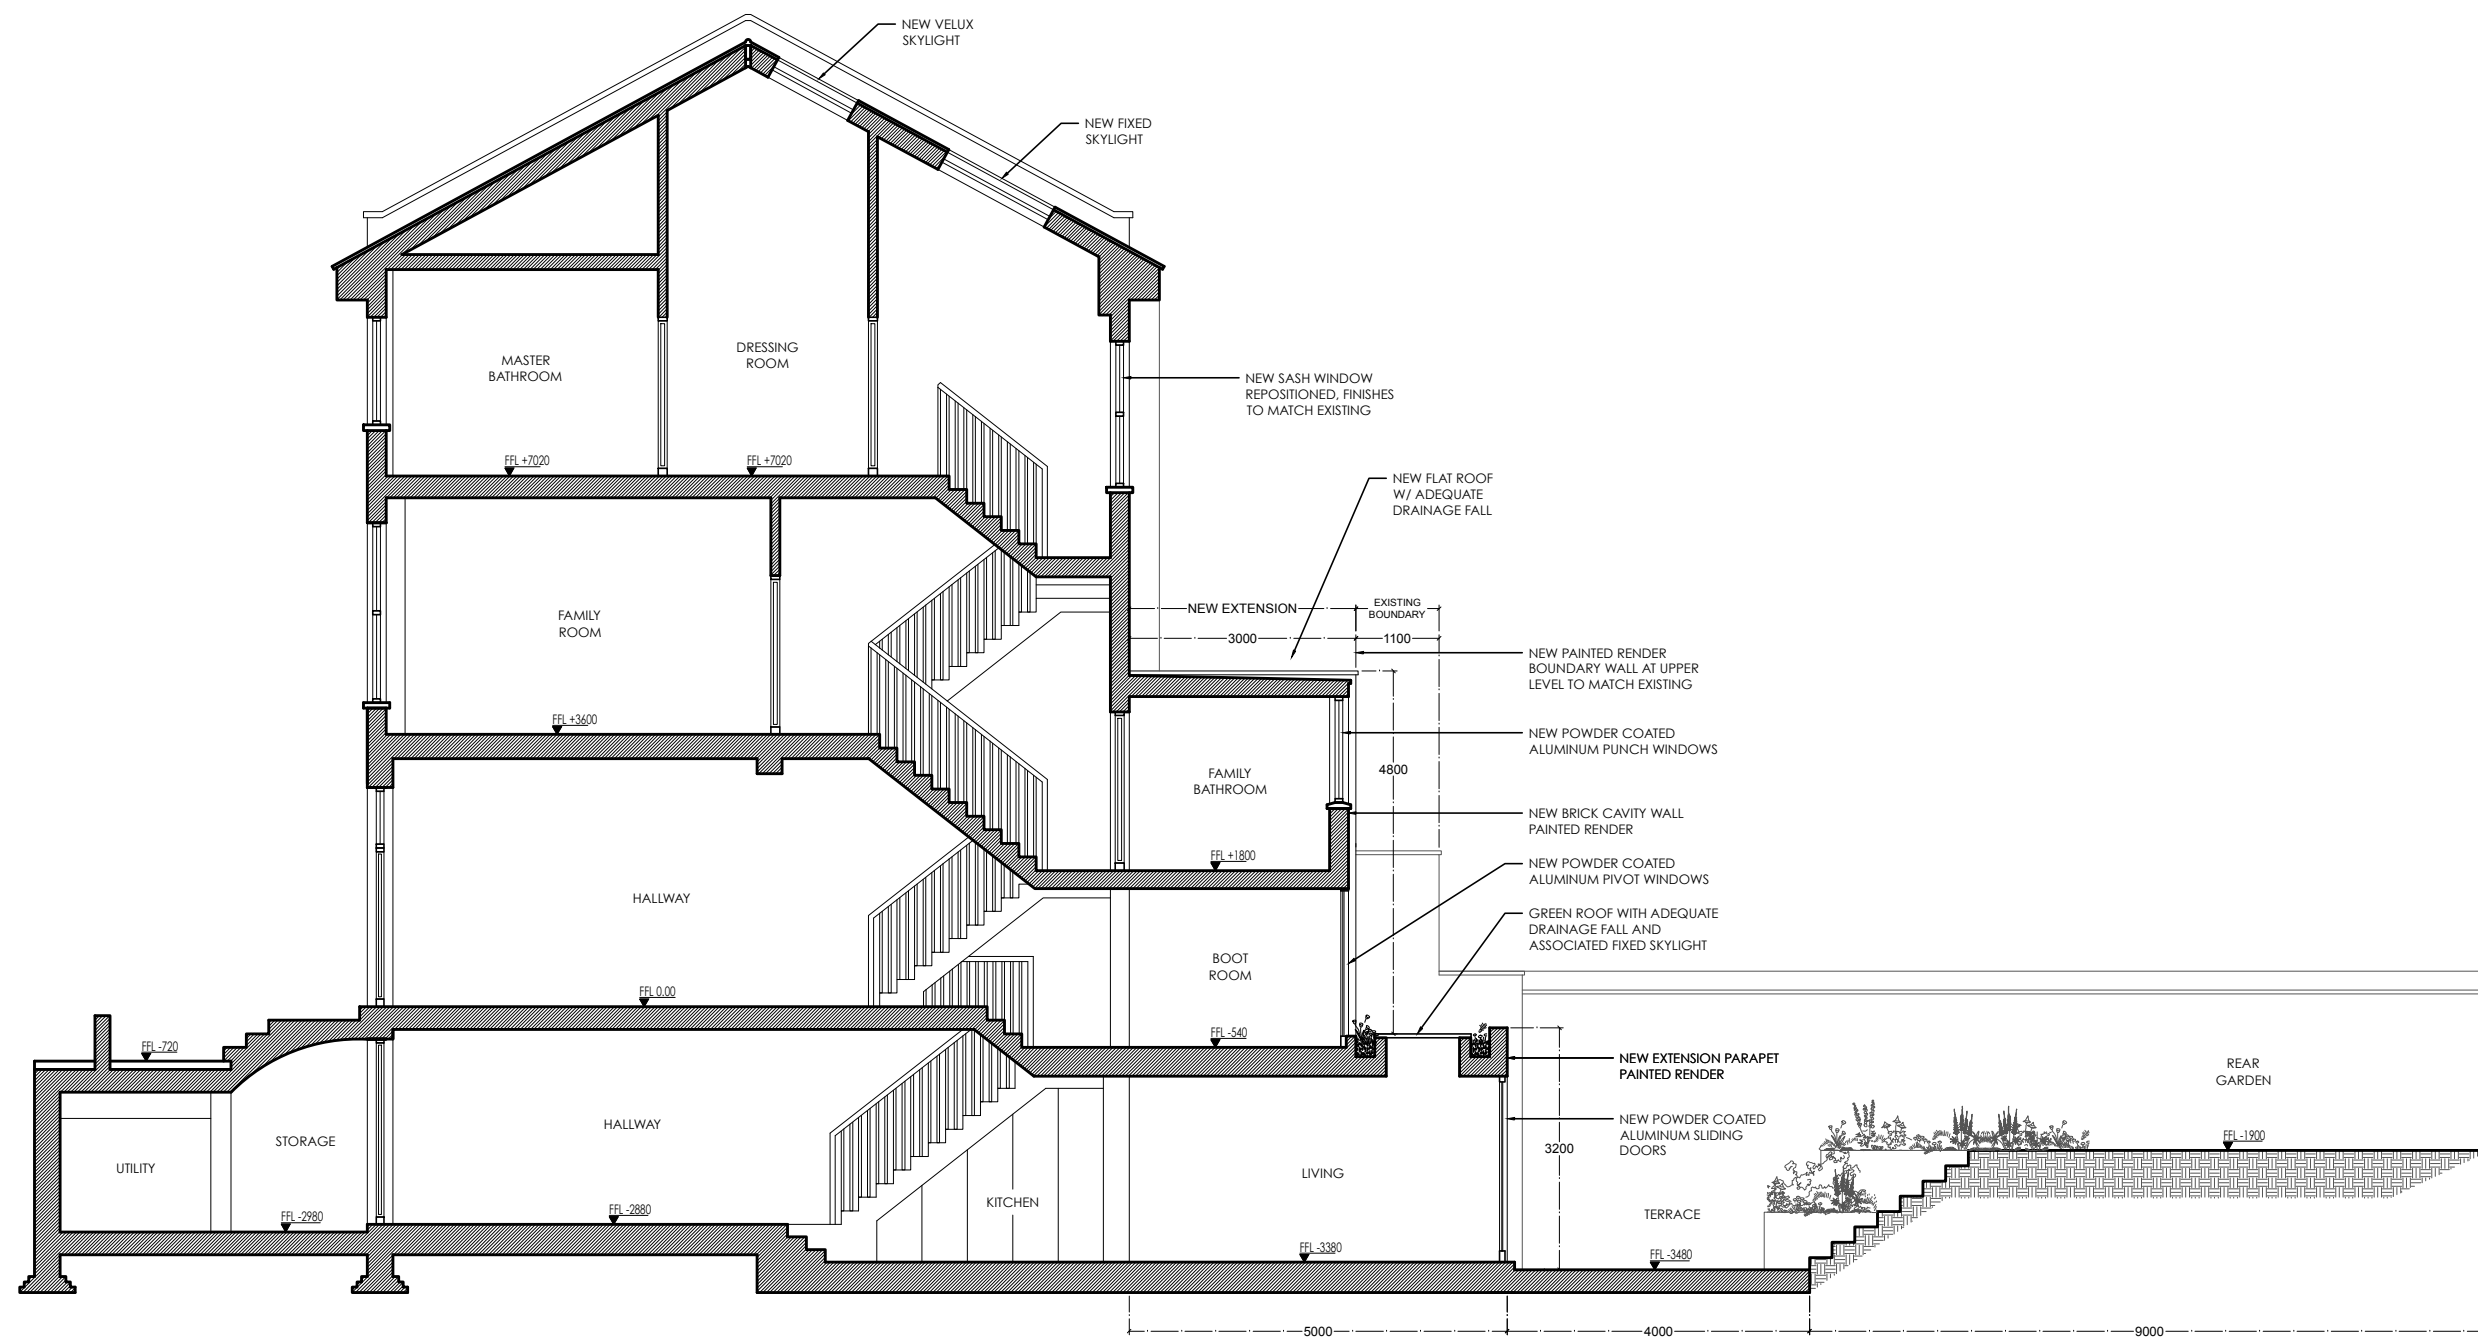 NEW VELUX
SKYLIGHT
NEW FIXED
SKYLIGHT
MASTER
BATHROOM
DRESSING
ROOM
NEW SASH WINDOW
REPOSITIONED, FINISHES
TO MATCH EXISTING
FFL +7020
FFL +7020
NEW FLAT ROOF
W/ ADEQUATE
DRAINAGE FALL
FAMILY
ROOM
NEW EXTENSION
EXISTING
BOUNDARY
3000
1100
NEW PAINTED RENDER
BOUNDARY WALL AT UPPER
LEVEL TO MATCH EXISTING
FFL +3600
NEW POWDER COATED
ALUMINUM PUNCH WINDOWS
4800
FAMILY
BATHROOM
NEW BRICK CAVITY WALL
PAINTED RENDER
FFL +1800
NEW POWDER COATED
ALUMINUM PIVOT WINDOWS
HALLWAY
GREEN ROOF WITH ADEQUATE
DRAINAGE FALL AND
ASSOCIATED FIXED SKYLIGHT
BOOT
ROOM
FFL 0.00
FFL -540
FFL -720
NEW EXTENSION PARAPET
PAINTED RENDER
REAR
GARDEN
HALLWAY
NEW POWDER COATED
ALUMINUM SLIDING
DOORS
3200
FFL -1900
STORAGE
UTILITY
LIVING
KITCHEN
TERRACE
FFL -2980
FFL -2880
FFL -3380
FFL -3480
5000
4000
9000